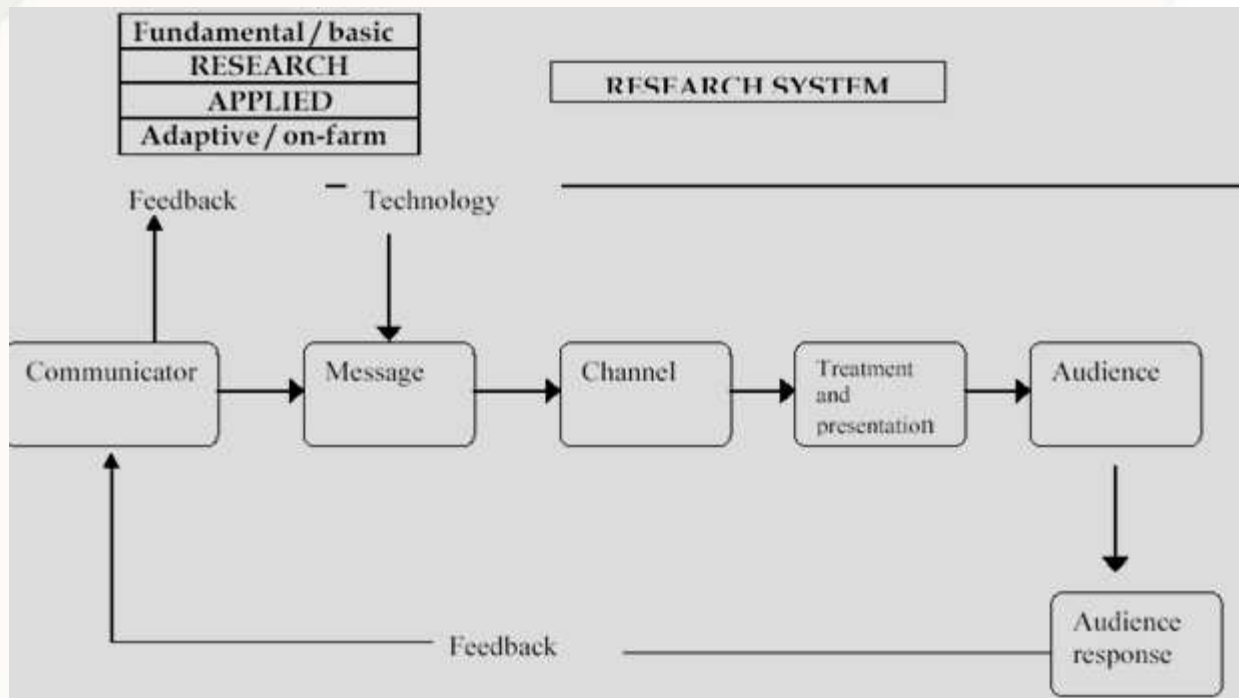 Fundamental / basic
RESEARCH
APPLIED
Adaptive / on-farm
RESEARCH SYSTEM
Feedback
Technology
Communicator
Message
Channel
Treatment
and
presentation
Audience
Feedback
Audience
response